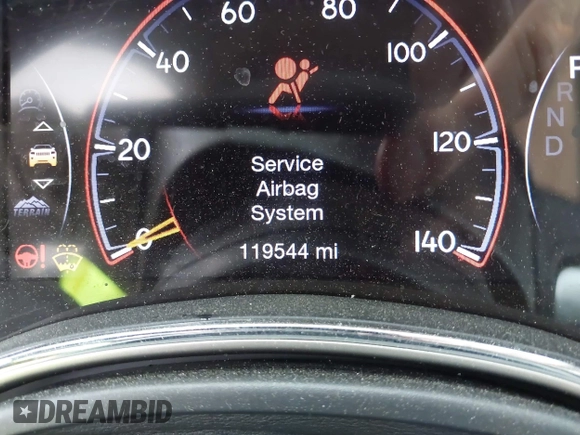 60
80
40
100
20
120
0
140
Service
Airbag
System
119544 mi
P
R
N
D
TERRAIN
!
DREAMBID